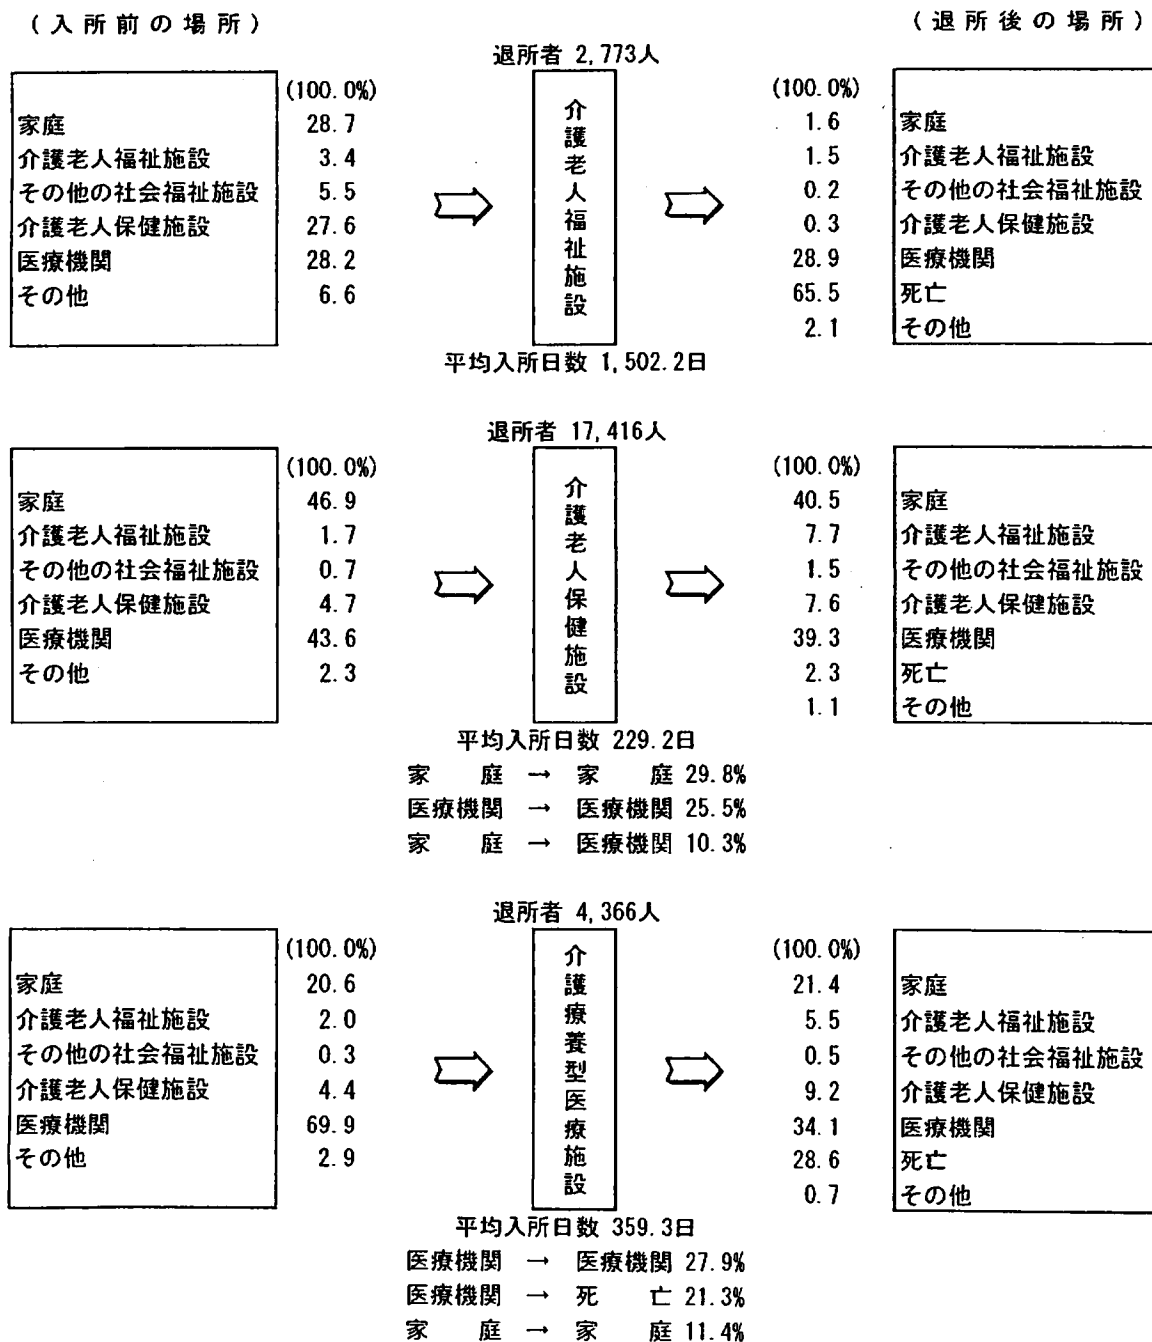 （入所前の場所） （退所後の場所）
退所者 2,773人
(100.0%) (100.0%)
家庭 28.7 介護老人福祉施設 1.6 家庭
介護老人福祉施設 3.4 1.5 介護老人福祉施設
その他の社会福祉施設 5.5 0.2 その他の社会福祉施設
介護老人保健施設 27.6 0.3 介護老人保健施設
医療機関 28.2 28.9 医療機関
その他 6.6 65.5 死亡
2.1 その他
平均入所日数 1,502.2日
退所者 17,416人
(100.0%) (100.0%)
家庭 46.9 介護老人保健施設 40.5 家庭
介護老人福祉施設 1.7 7.7 介護老人福祉施設
その他の社会福祉施設 0.7 1.5 その他の社会福祉施設
介護老人保健施設 4.7 7.6 介護老人保健施設
医療機関 43.6 39.3 医療機関
その他 2.3 2.3 死亡
1.1 その他
平均入所日数 229.2日
家庭 → 家庭 29.8%
医療機関 → 医療機関 25.5%
家庭 → 医療機関 10.3%
退所者 4,366人
(100.0%) (100.0%)
家庭 20.6 介護療養型医療施設 21.4 家庭
介護老人福祉施設 2.0 5.5 介護老人福祉施設
その他の社会福祉施設 0.3 0.5 その他の社会福祉施設
介護老人保健施設 4.4 9.2 介護老人保健施設
医療機関 69.9 34.1 医療機関
その他 2.9 28.6 死亡
0.7 その他
平均入所日数 359.3日
医療機関 → 医療機関 27.9%
医療機関 → 死亡 21.3%
家庭 → 家庭 11.4%